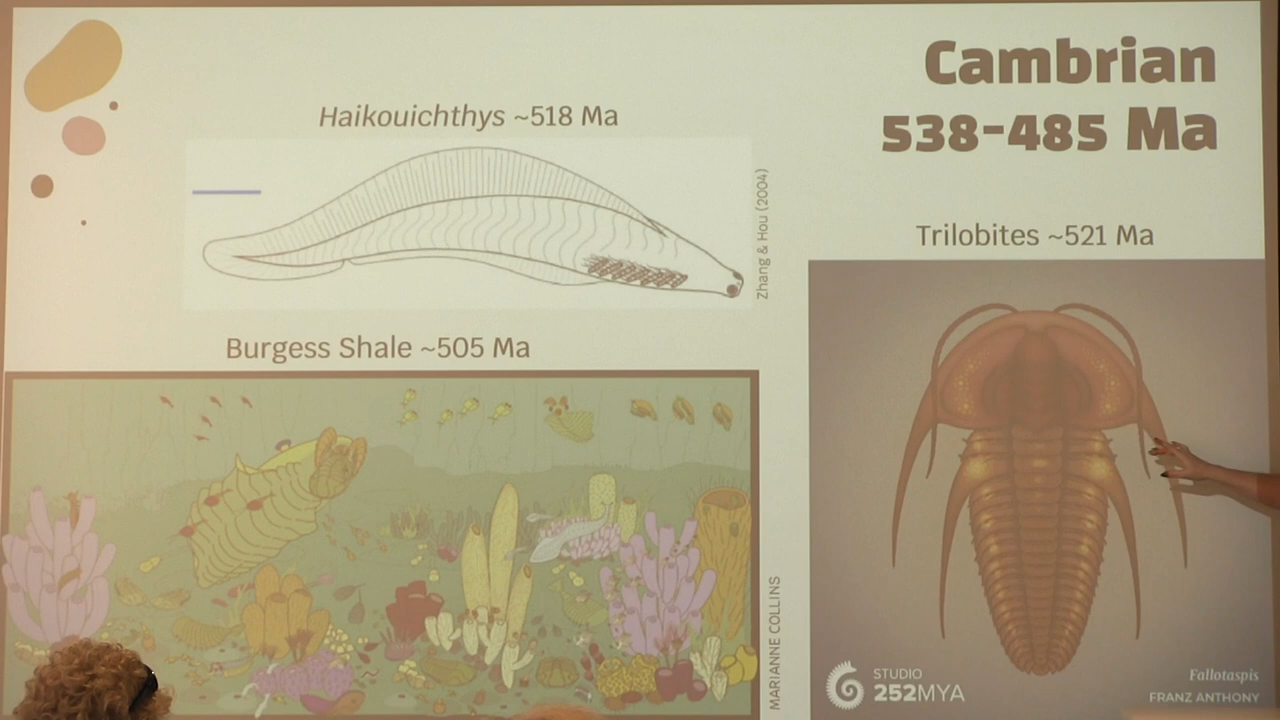 Cambrian
538-485 Ma
Haikouichthys ~518 Ma
Zhang & Hou (2004)
Trilobites ~521 Ma
Burgess Shale ~505 Ma
MARIANNE COLLINS
STUDIO
252MYA
Fallotaspis
FRANZ ANTHONY